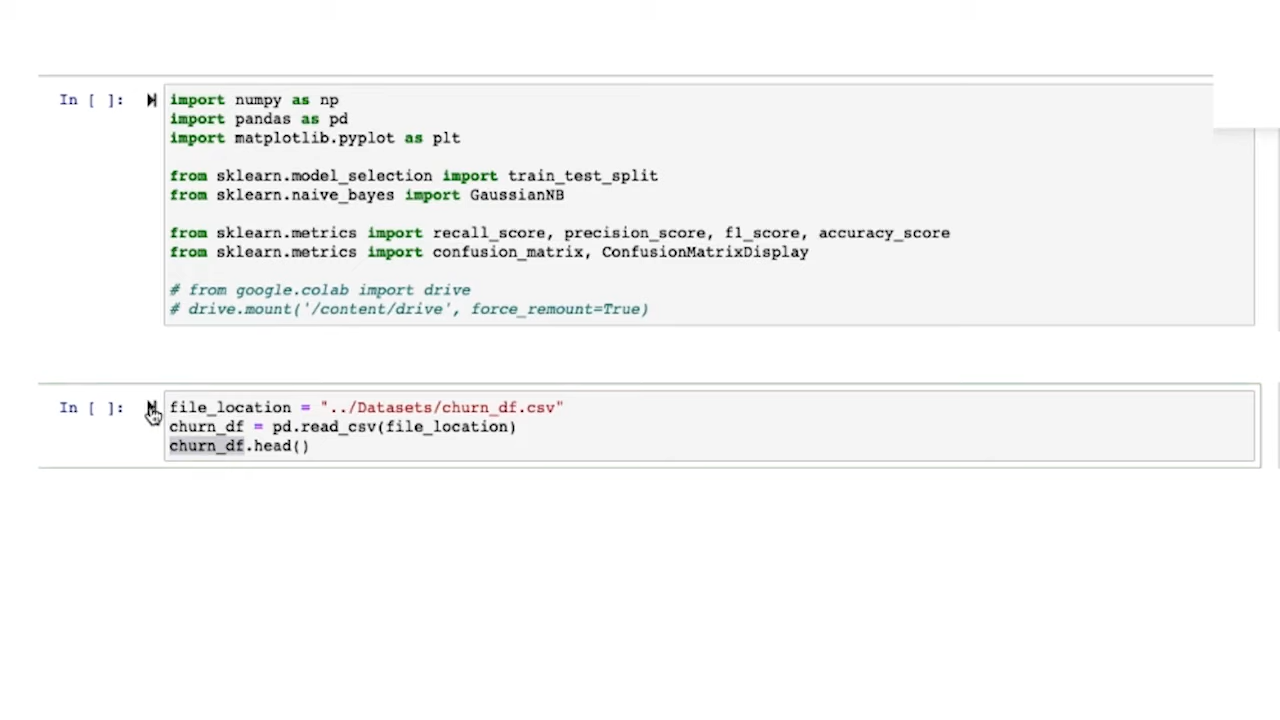 In [ ]:
import numpy as np
import pandas as pd
import matplotlib.pyplot as plt
from sklearn.model_selection import train_test_split
from sklearn.naive_bayes import GaussianNB
from sklearn.metrics import recall_score, precision_score, f1_score, accuracy_score
from sklearn.metrics import confusion_matrix, ConfusionMatrixDisplay
# from google.colab import drive
# drive.mount('/content/drive', force_remount=True)
In [ ]:
file_location = "../Datasets/churn_df.csv"
churn_df = pd.read_csv(file_location)
churn_df.head()